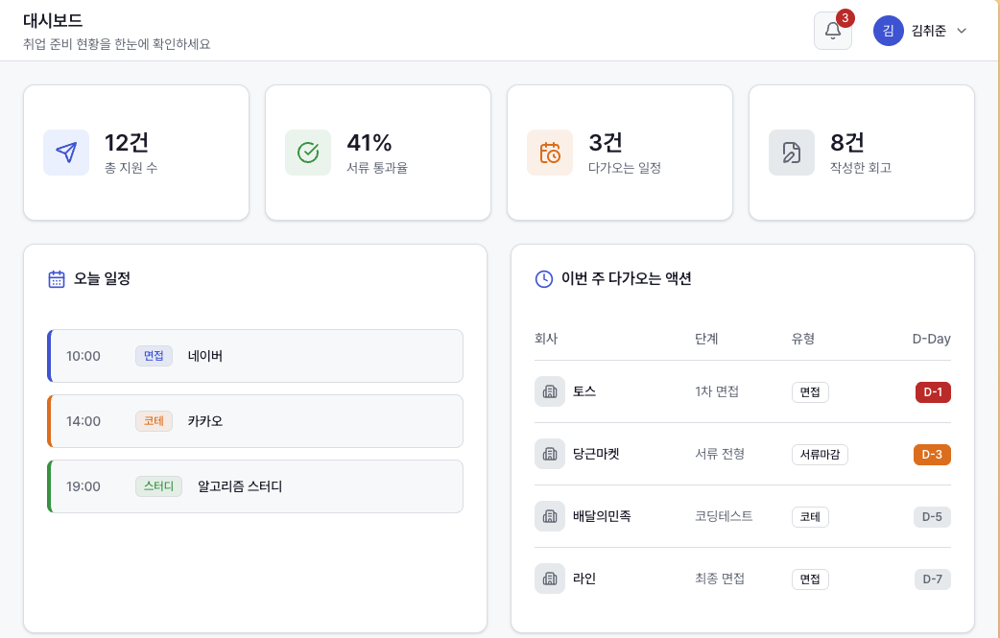 대시보드
취업 준비 현황을 한눈에 확인하세요
3
김
김취준
12건
총 지원 수
41%
서류 통과율
3건
다가오는 일정
8건
작성한 회고
오늘 일정
10:00 면접 네이버
14:00 코테 카카오
19:00 스터디 알고리즘 스터디
이번 주 다가오는 액션
회사 단계 유형 D-Day
토스 1차 면접 면접 D-1
당근마켓 서류 전형 서류마감 D-3
배달의민족 코딩테스트 코테 D-5
라인 최종 면접 면접 D-7